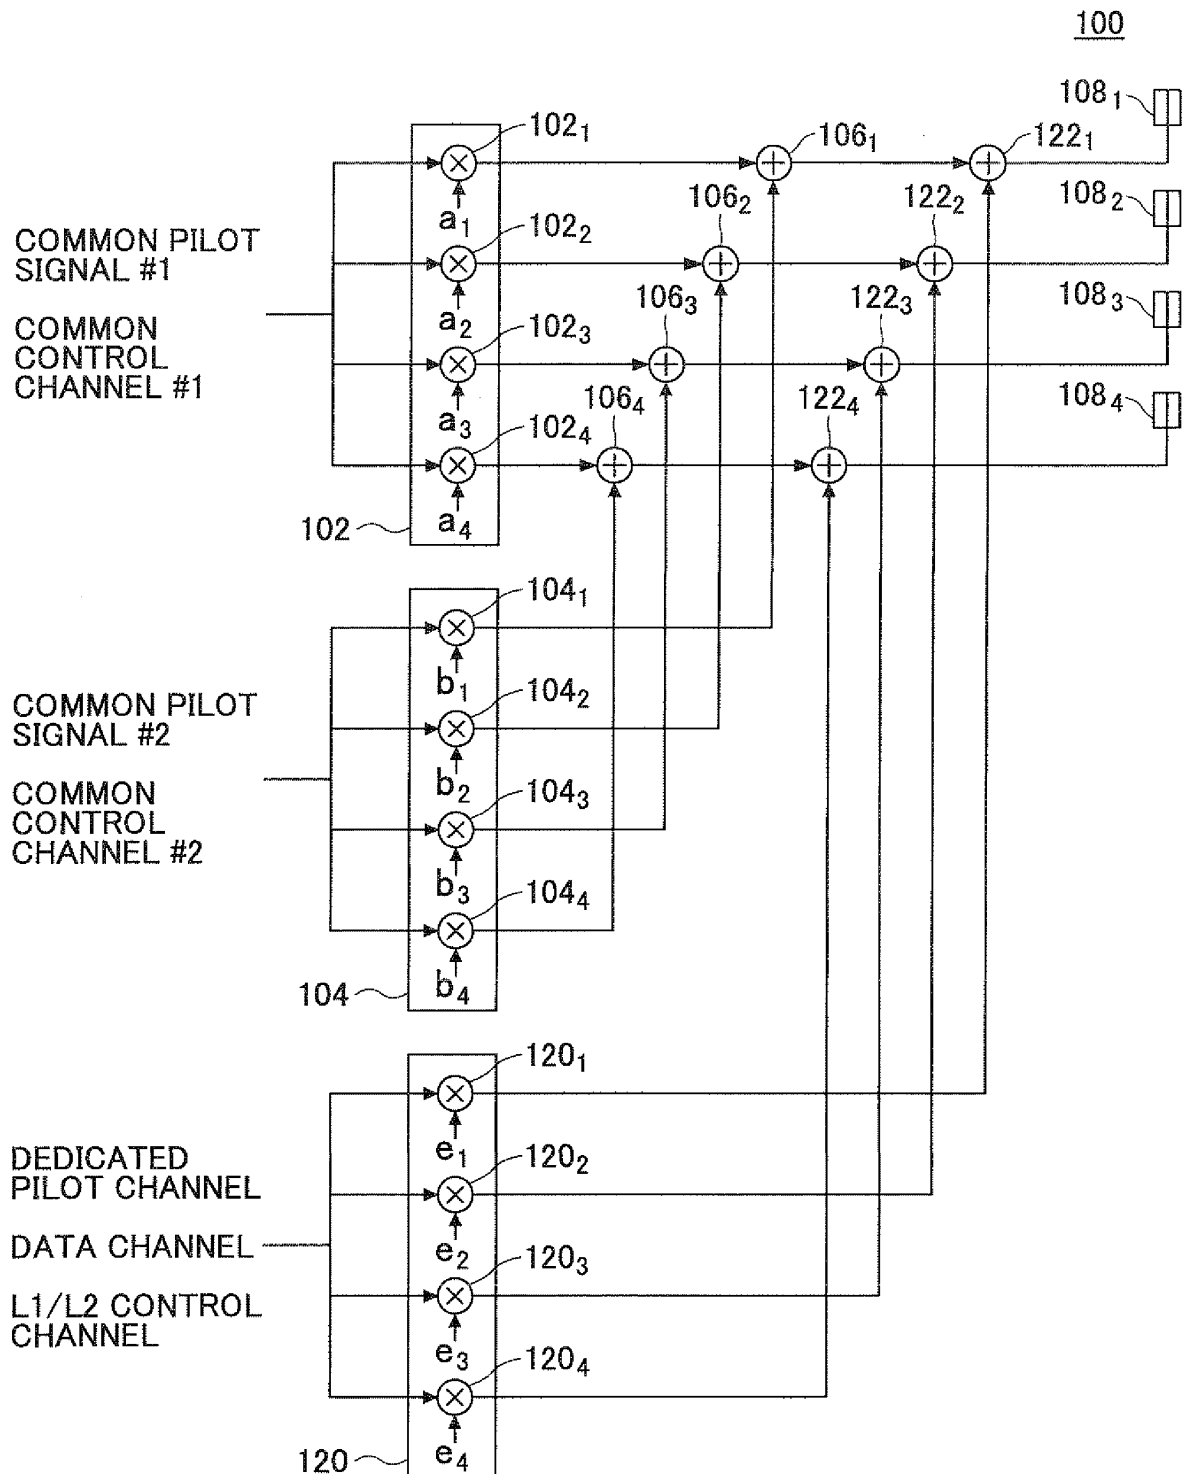 100
108₁
102₁
106₁
122₁
a₁
108₂
102₂
106₂
122₂
COMMON PILOT
SIGNAL #1
a₂
108₃
102₃
106₃
122₃
COMMON
CONTROL
CHANNEL #1
a₃
108₄
102₄
106₄
122₄
a₄
102
104₁
b₁
104₂
COMMON PILOT
SIGNAL #2
b₂
104₃
COMMON
CONTROL
CHANNEL #2
b₃
104₄
b₄
104
120₁
e₁
120₂
DEDICATED
PILOT CHANNEL
DATA CHANNEL
e₂
120₃
L1/L2 CONTROL
CHANNEL
e₃
120₄
e₄
120